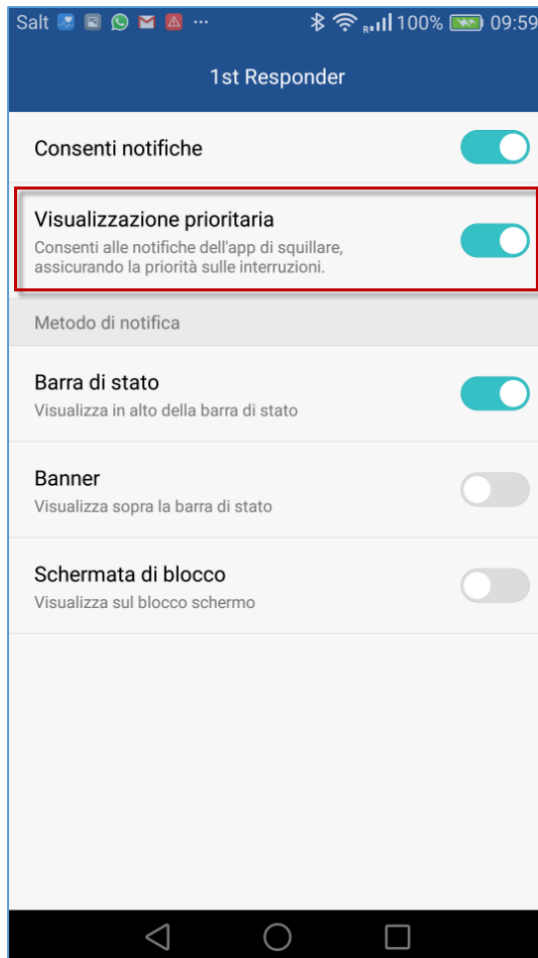 Salt ... 100% 09:59
1st Responder
Consenti notifiche
Visualizzazione prioritaria
Consenti alle notifiche dell'app di squillare,
assicurando la priorità sulle interruzioni.
Metodo di notifica
Barra di stato
Visualizza in alto della barra di stato
Banner
Visualizza sopra la barra di stato
Schermata di blocco
Visualizza sul blocco schermo